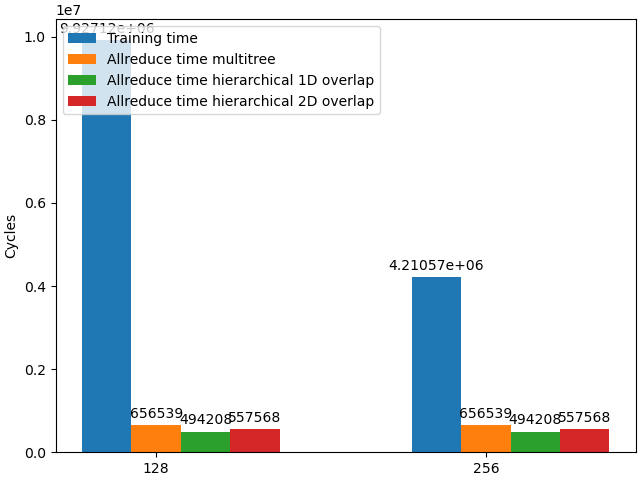 1e7
9.92712e+06
Training time
Allreduce time multitree
Allreduce time hierarchical 1D overlap
Allreduce time hierarchical 2D overlap
1.0
0.8
0.6
0.4
0.2
0.0
Cycles
4.21057e+06
656539
494208
557568
656539
494208
557568
128
256